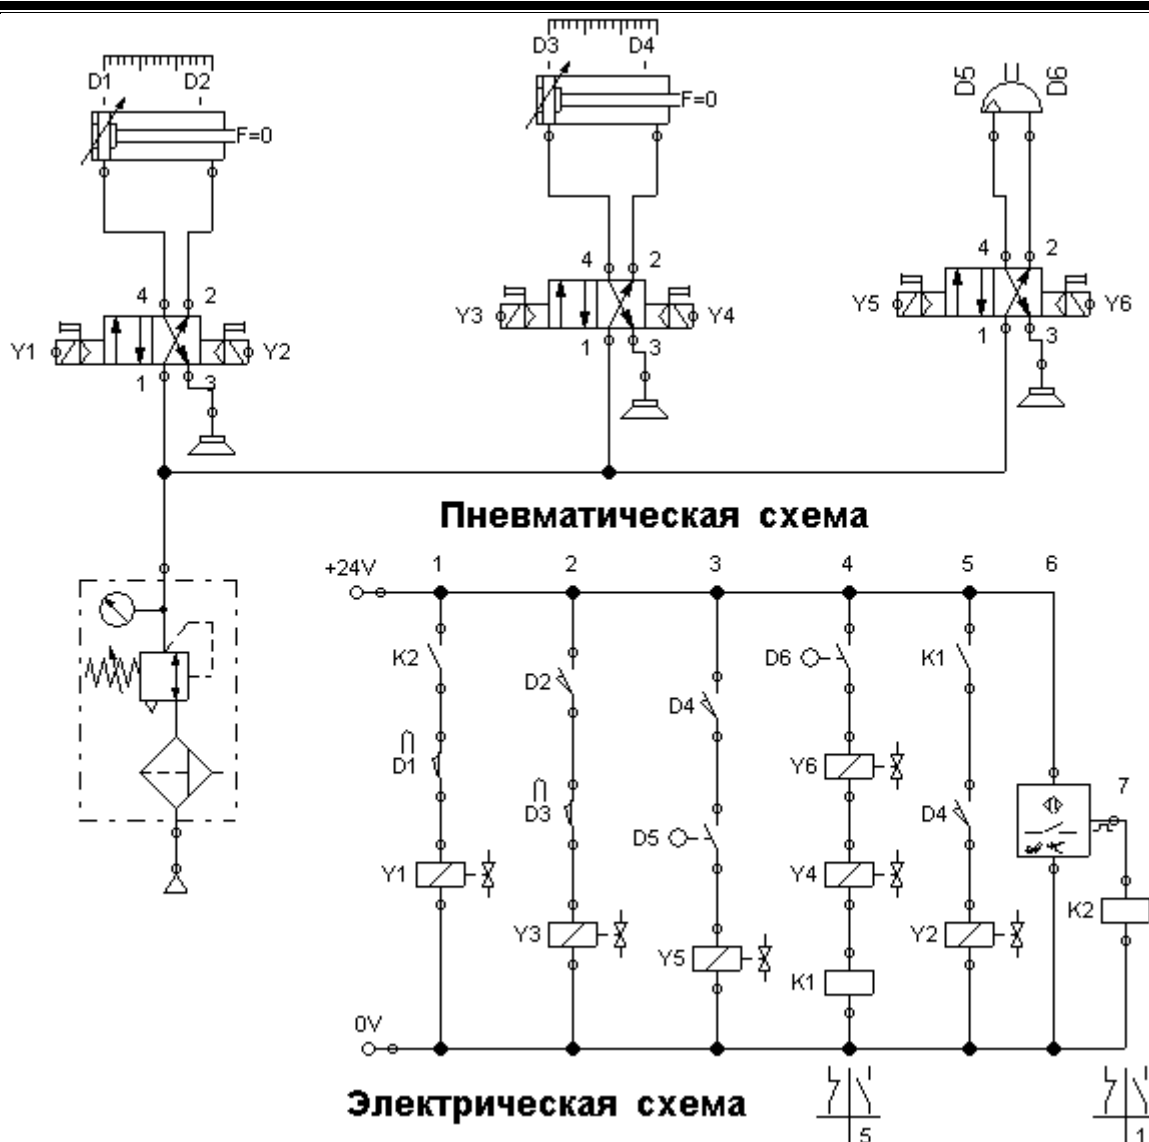 D3 D4
D1 D2
D5 D6
F=0
F=0
4 2
4 2
4 2
Y3 Y4
Y5 Y6
Y1 Y2
1 3
1 3
1 3
Пневматическая схема
+24V 1 2 3 4 5 6
K2 D6 K1
D2
D4
D1 Y6
7
D3
D5 D4
Y1 Y4
K2
Y3 Y2
Y5
K1
0V
Электрическая схема
5 1